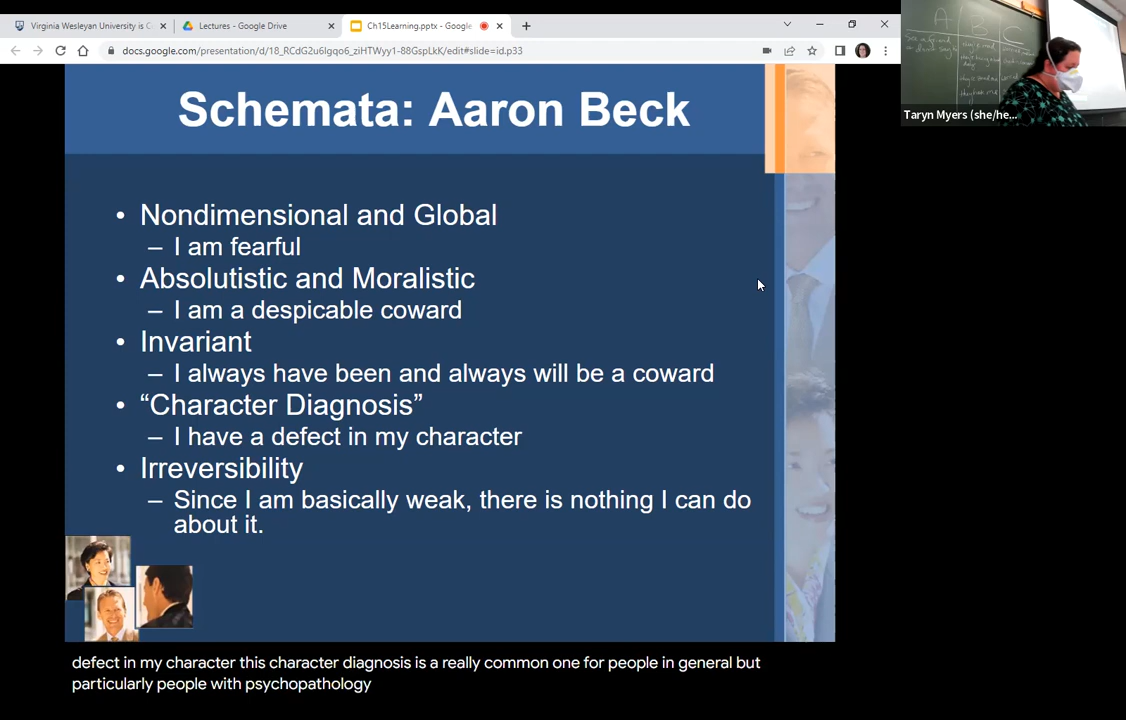 Virginia Wesleyan University is C
Lectures - Google Drive
Ch15Learning.pptx - Google
docs.google.com/presentation/d/18_RCdG2u6Igqo6_ziHTWyy1-88GspLkK/edit#slide=id.p33
A B C
Taryn Myers (she/he...
Schemata: Aaron Beck
• Nondimensional and Global
– I am fearful
• Absolutistic and Moralistic
– I am a despicable coward
• Invariant
– I always have been and always will be a coward
• “Character Diagnosis”
– I have a defect in my character
• Irreversibility
– Since I am basically weak, there is nothing I can do
about it.
defect in my character this character diagnosis is a really common one for people in general but
particularly people with psychopathology